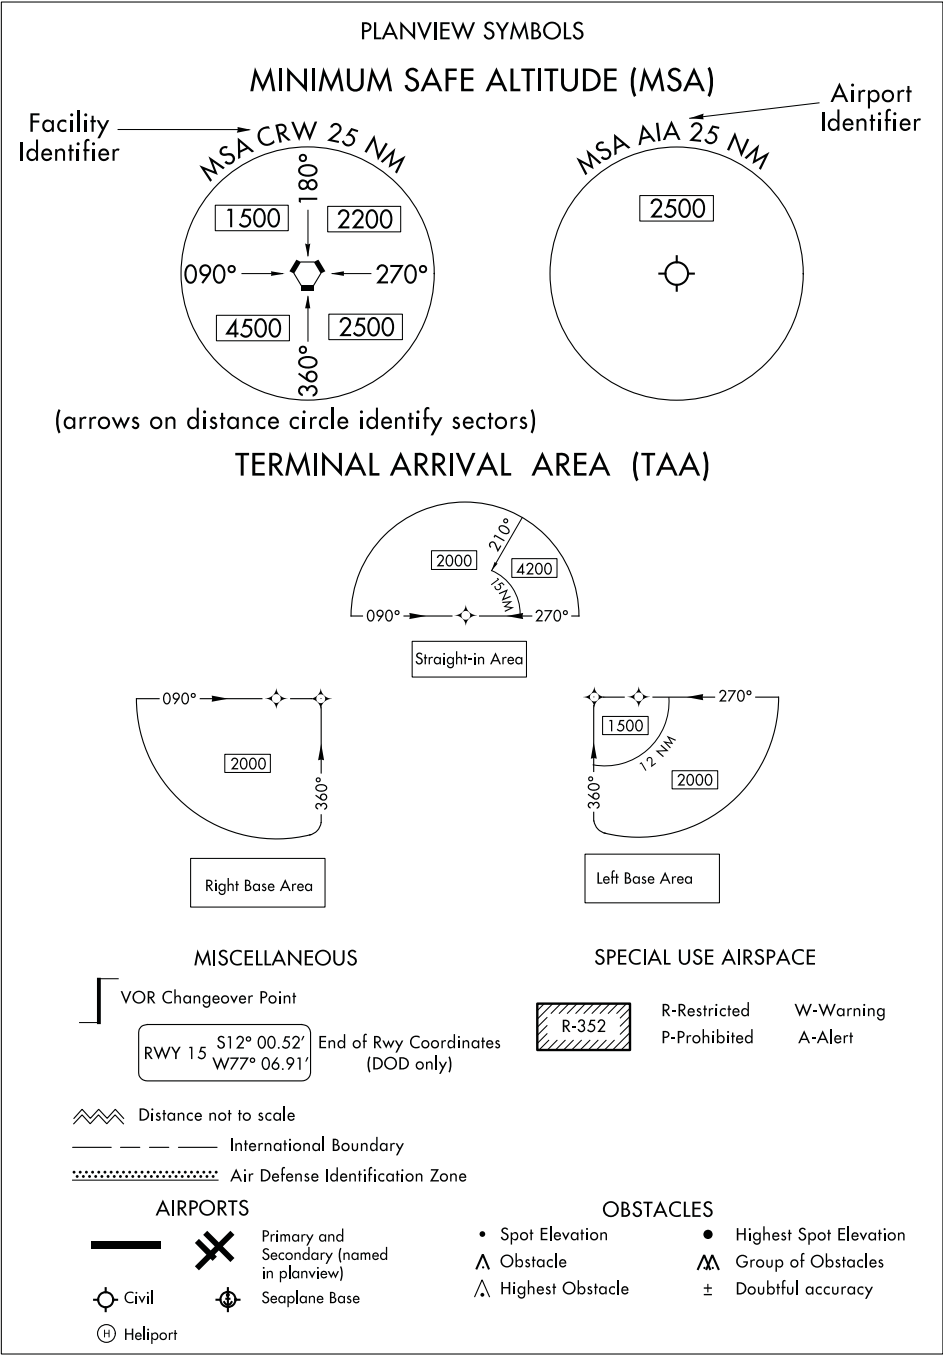 PLANVIEW SYMBOLS
MINIMUM SAFE ALTITUDE (MSA)
Facility
Identifier
MSA CRW 25 NM
180°
1500
2200
090°
270°
4500
2500
360°
Airport
Identifier
MSA AIA 25 NM
2500
(arrows on distance circle identify sectors)
TERMINAL ARRIVAL AREA (TAA)
210°
2000
4200
15 NM
090°
270°
Straight-in Area
090°
2000
360°
Right Base Area
270°
1500
12 NM
2000
360°
Left Base Area
MISCELLANEOUS
VOR Changeover Point
RWY 15
S12° 00.52'
W77° 06.91'
End of Rwy Coordinates
(DOD only)
Distance not to scale
International Boundary
Air Defense Identification Zone
SPECIAL USE AIRSPACE
R-352
R-Restricted
W-Warning
P-Prohibited
A-Alert
AIRPORTS
Primary and
Secondary (named
in planview)
Civil
Seaplane Base
H
Heliport
OBSTACLES
Spot Elevation
Highest Spot Elevation
Obstacle
Group of Obstacles
Highest Obstacle
± Doubtful accuracy